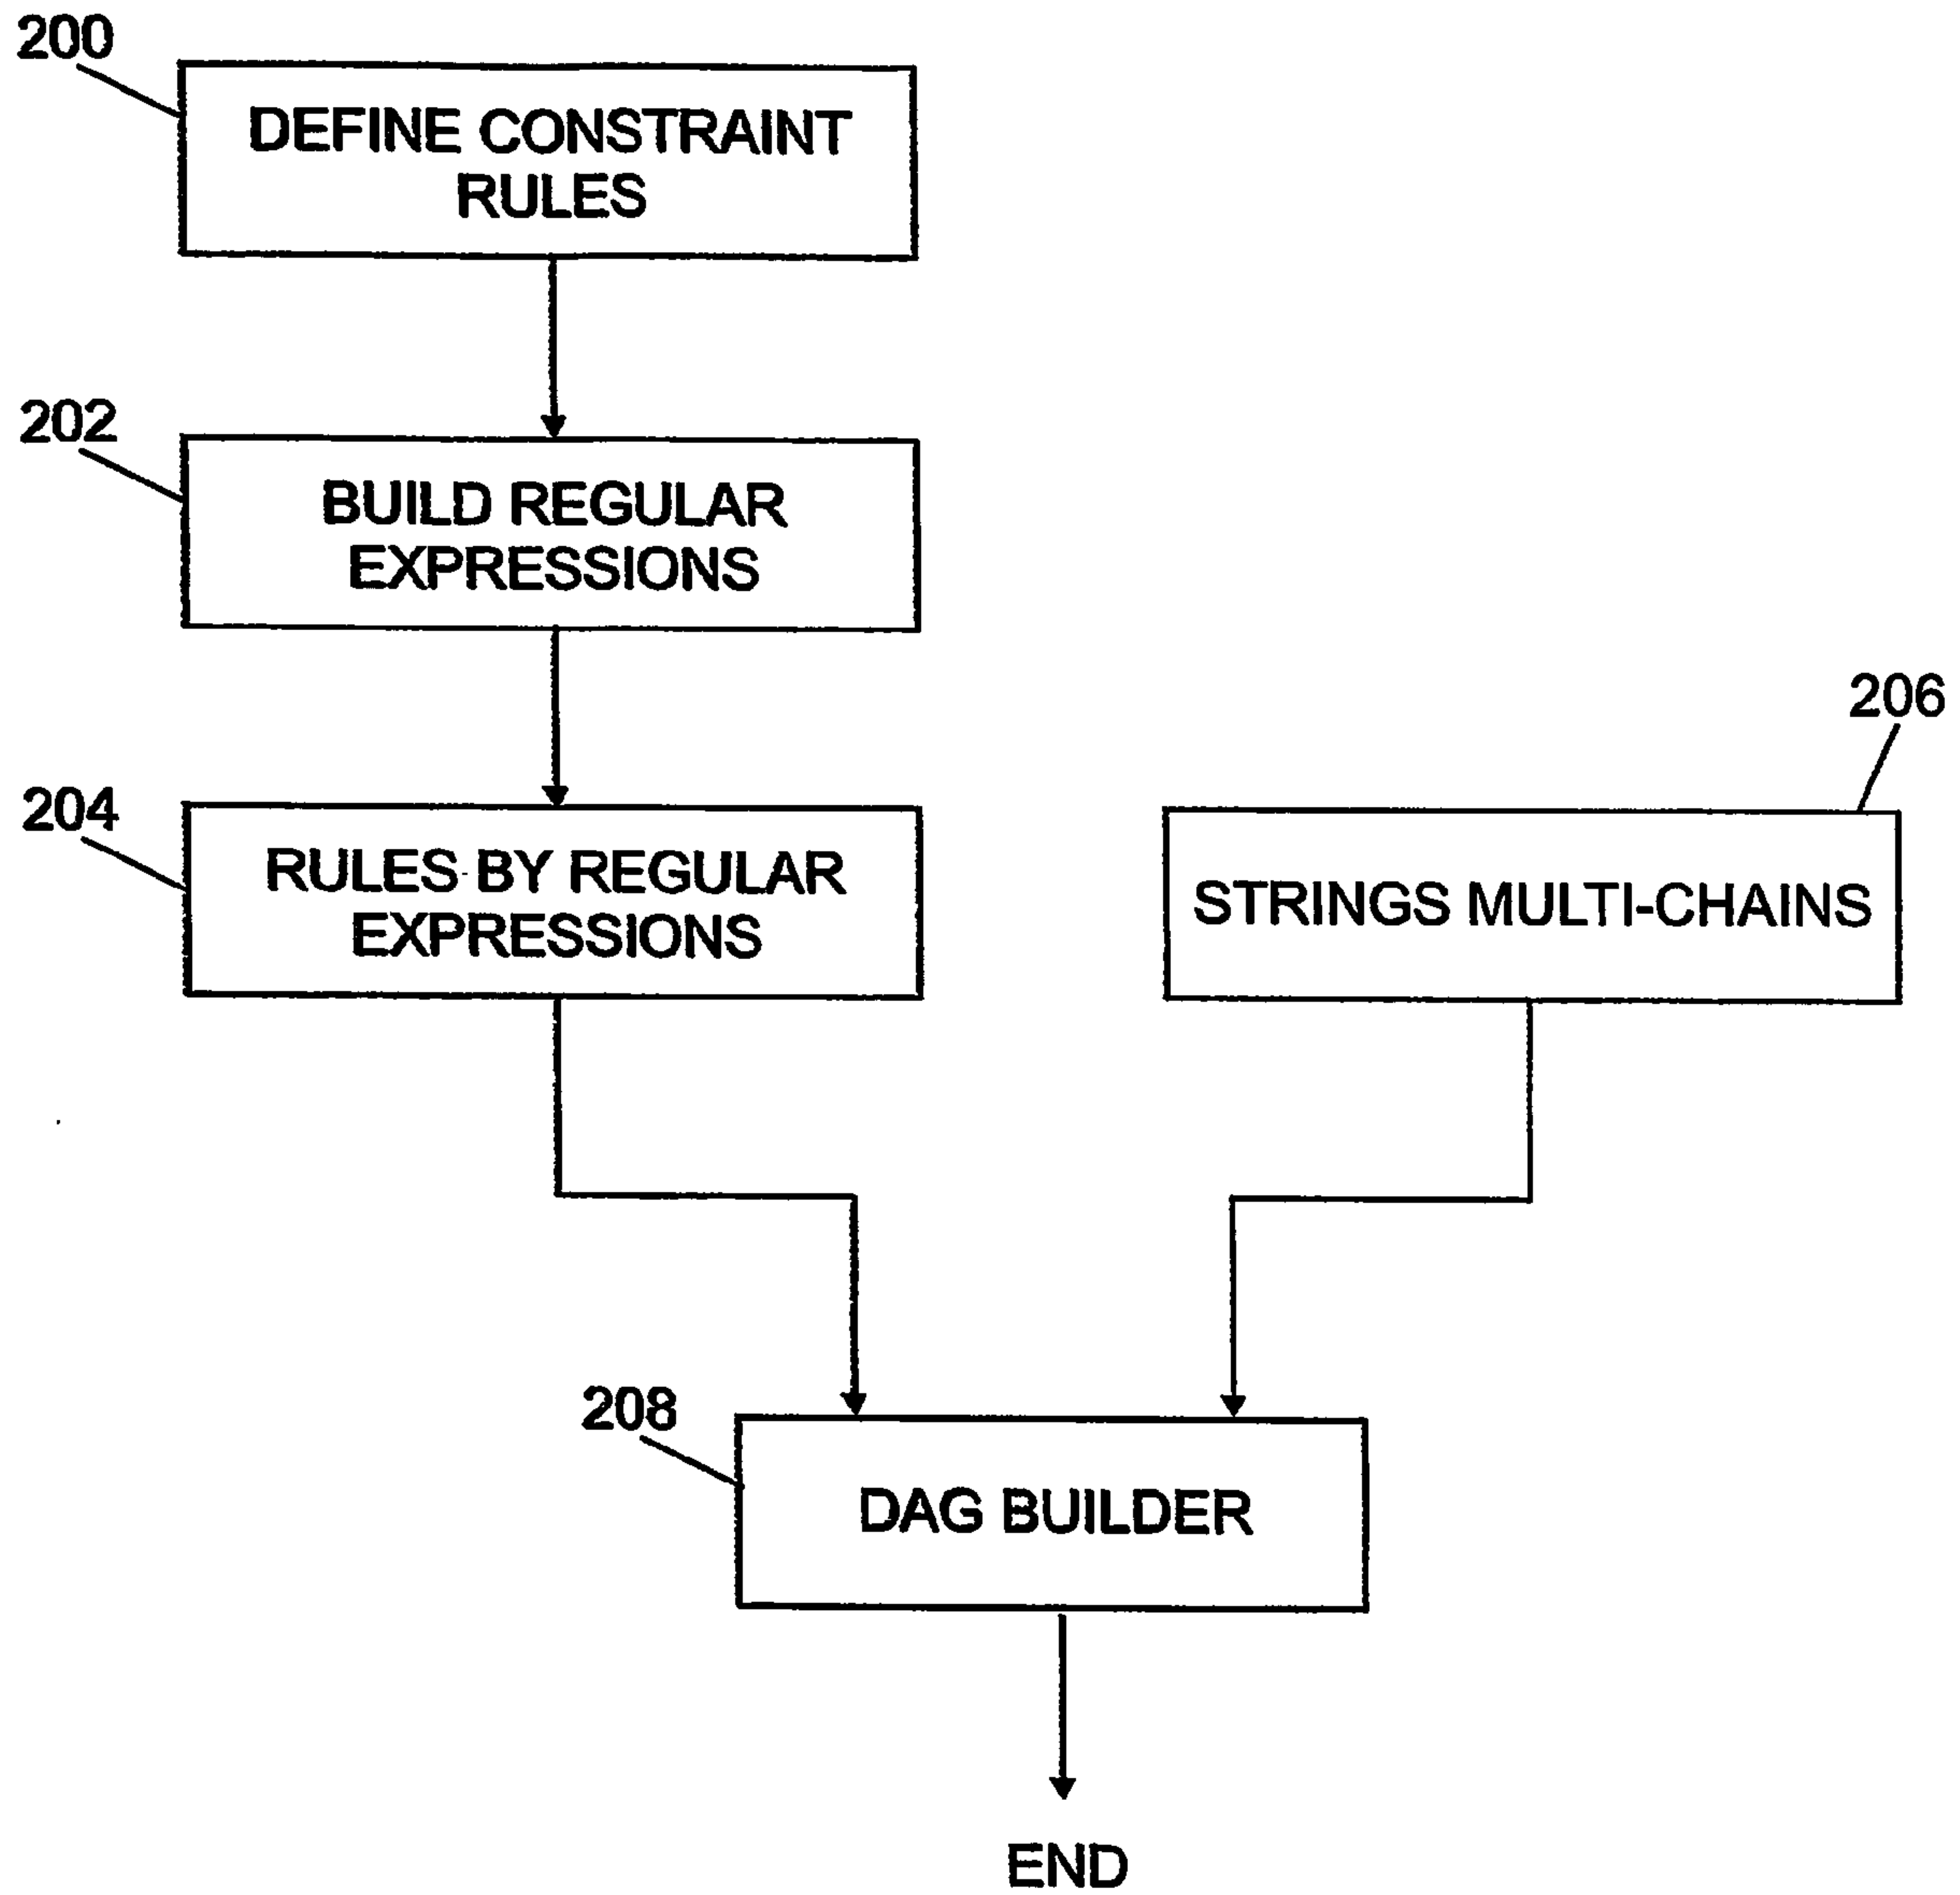 200
DEFINE CONSTRAINT
RULES
202
BUILD REGULAR
EXPRESSIONS
206
204
RULES BY REGULAR
EXPRESSIONS
STRINGS MULTI-CHAINS
208
DAG BUILDER
END